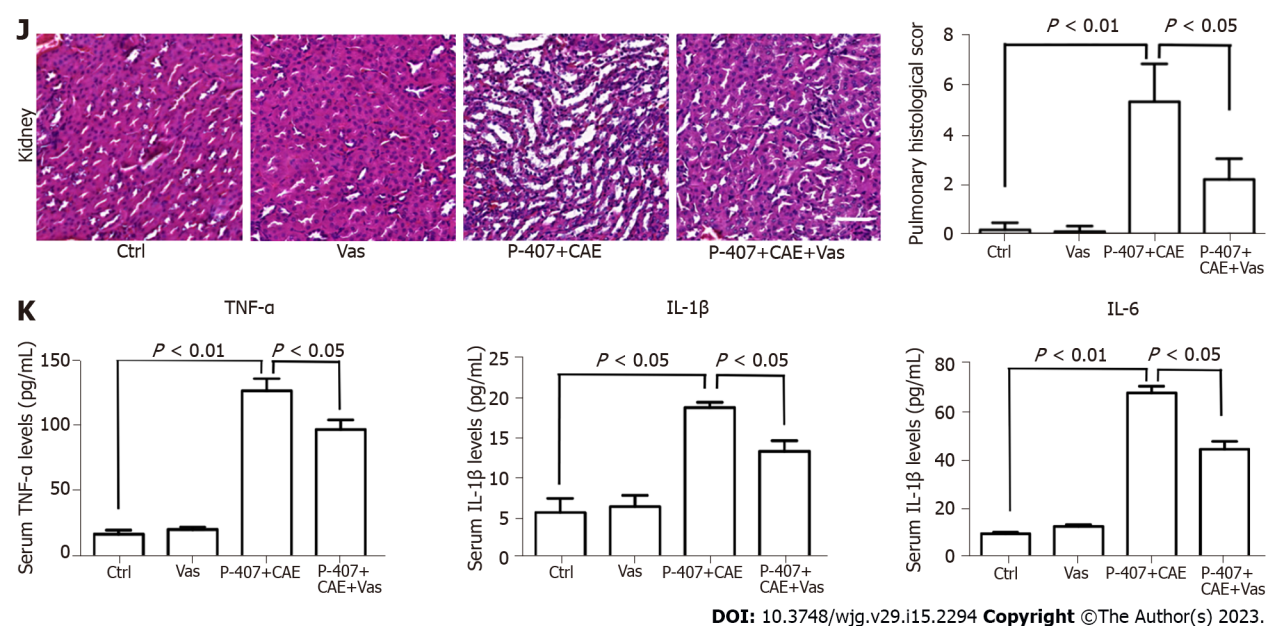 J
Kidney
Ctrl
Vas
P-407+CAE
P-407+CAE+Vas
Pulmonary histological scor
8
6
4
2
0
P < 0.01
P < 0.05
Ctrl
Vas
P-407+CAE
P-407+
CAE+Vas
K
TNF-α
Serum TNF-α levels (pg/mL)
150
100
50
0
P < 0.01
P < 0.05
Ctrl
Vas
P-407+CAE
P-407+
CAE+Vas
IL-1β
Serum IL-1β levels (pg/mL)
25
20
15
10
5
0
P < 0.05
P < 0.05
Ctrl
Vas
P-407+CAE
P-407+
CAE+Vas
IL-6
Serum IL-1β levels (pg/mL)
80
60
40
20
0
P < 0.01
P < 0.05
Ctrl
Vas
P-407+CAE
P-407+
CAE+Vas
DOI: 10.3748/wjg.v29.i15.2294 Copyright ©The Author(s) 2023.